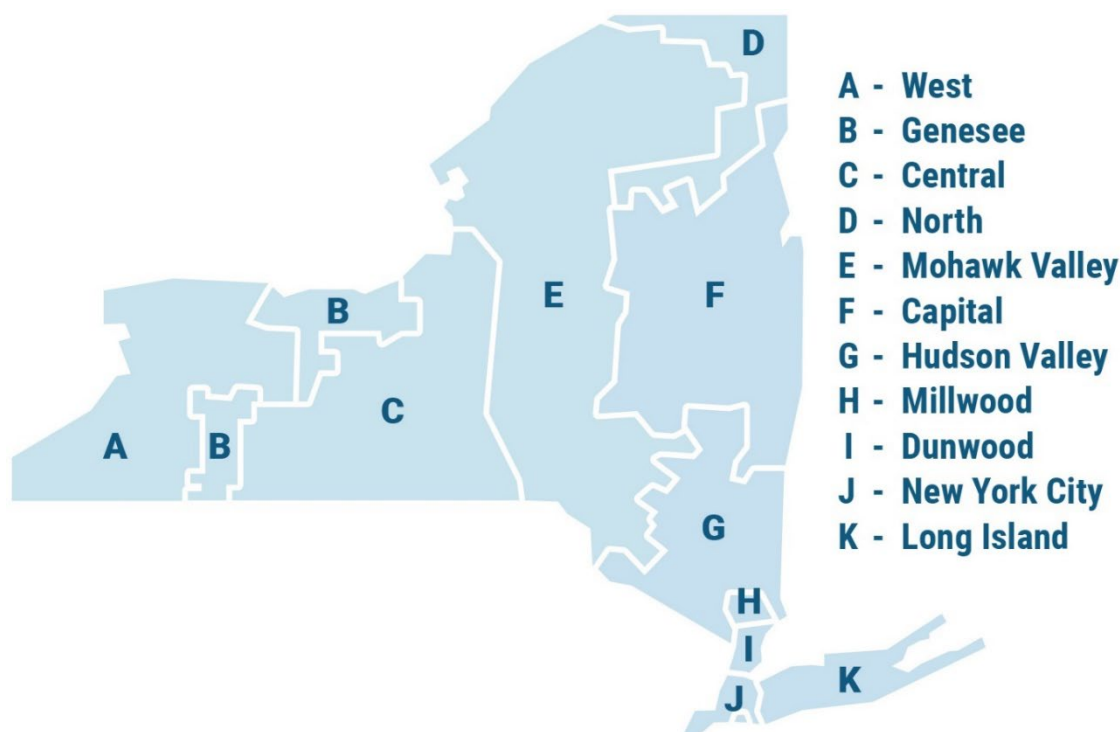 D
A - West
B - Genesee
C - Central
D - North
E - Mohawk Valley
F - Capital
G - Hudson Valley
H - Millwood
I - Dunwood
J - New York City
K - Long Island
B
E
F
C
A
B
G
H
I
K
J